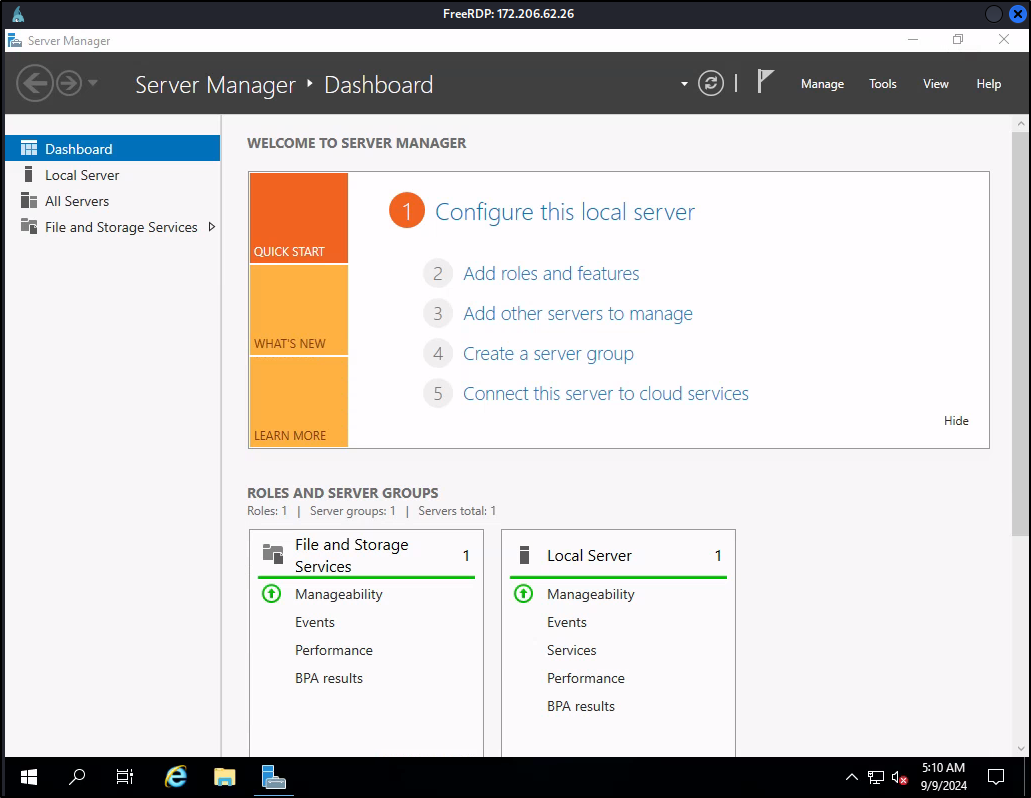 FreeRDP: 172.206.62.26
Server Manager
Server Manager ‣ Dashboard
Manage Tools View Help
Dashboard
Local Server
All Servers
File and Storage Services
WELCOME TO SERVER MANAGER
QUICK START
WHAT'S NEW
LEARN MORE
1 Configure this local server
2 Add roles and features
3 Add other servers to manage
4 Create a server group
5 Connect this server to cloud services
Hide
ROLES AND SERVER GROUPS
Roles: 1 | Server groups: 1 | Servers total: 1
File and Storage
Services
1
Manageability
Events
Performance
BPA results
Local Server 1
Manageability
Events
Services
Performance
BPA results
5:10 AM
9/9/2024